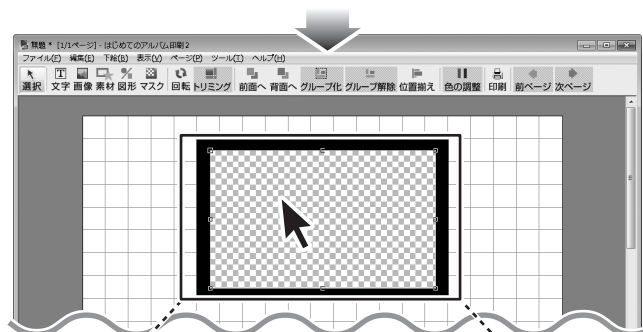 無題 * [1/1ページ] - はじめてのアルバム印刷2
ファイル(F) 編集(E) 下絵(B) 表示(V) ページ(P) ツール(T) ヘルプ(H)
選択 文字 画像 素材 図形 マスク 回転 トリミング 前面へ 背面へ グループ化 グループ解除 位置揃え 色の調整 印刷 前ページ 次ページ